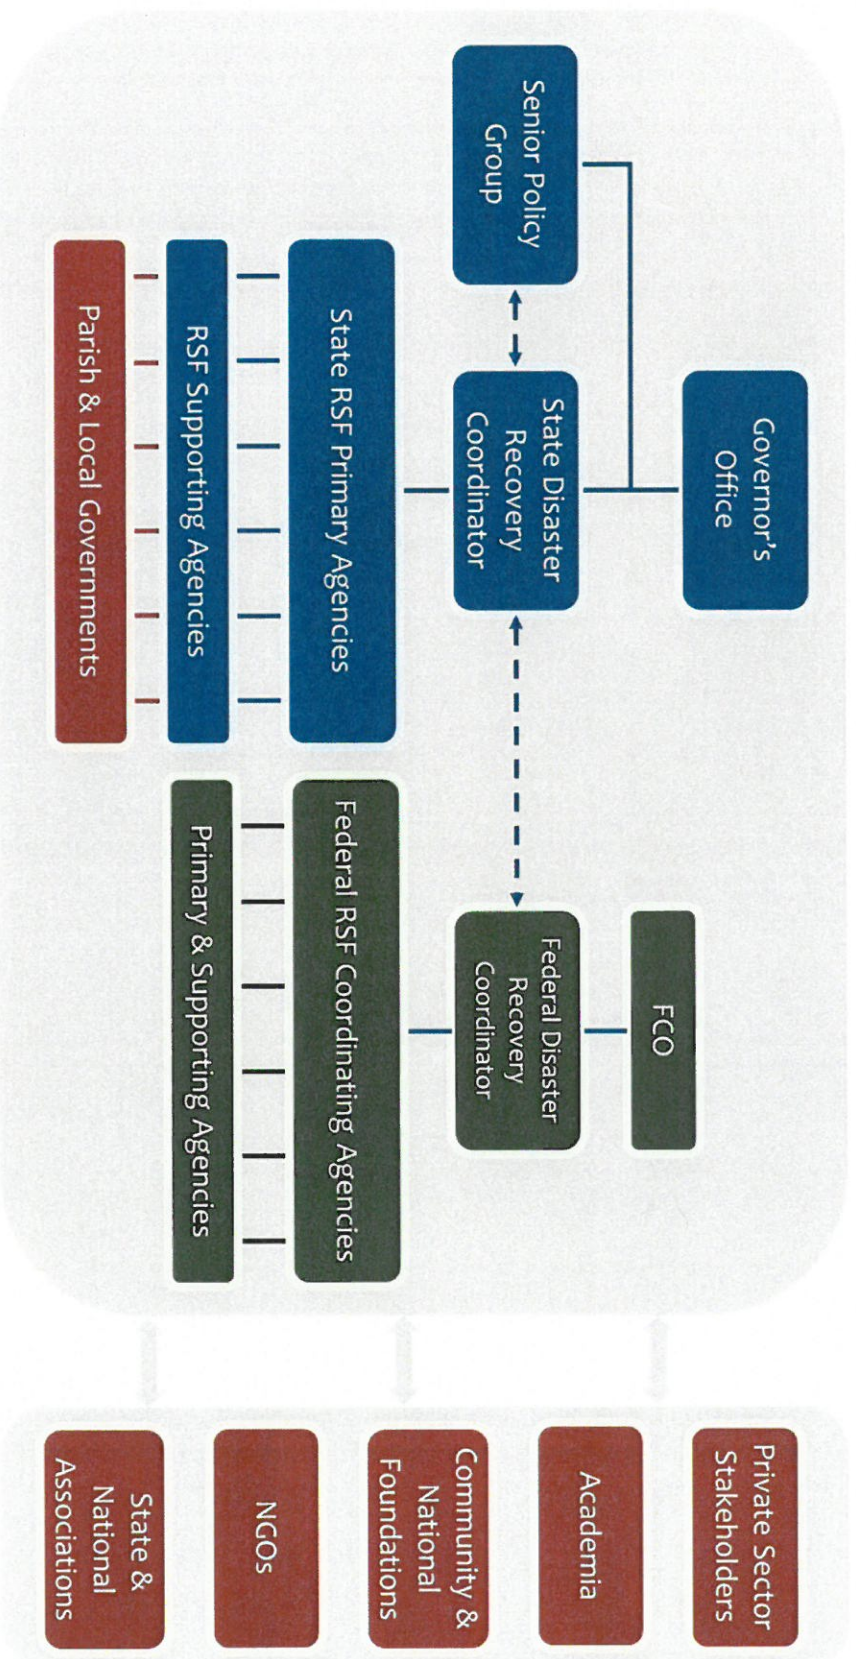 Governor's
Office
FCO
Senior Policy
Group
State Disaster
Recovery
Coordinator
Federal Disaster
Recovery
Coordinator
State RSF Primary Agencies
Federal RSF Coordinating Agencies
RSF Supporting Agencies
Primary & Supporting Agencies
Parish & Local Governments
Private Sector
Stakeholders
Academia
Community &
National
Foundations
NGOs
State &
National
Associations